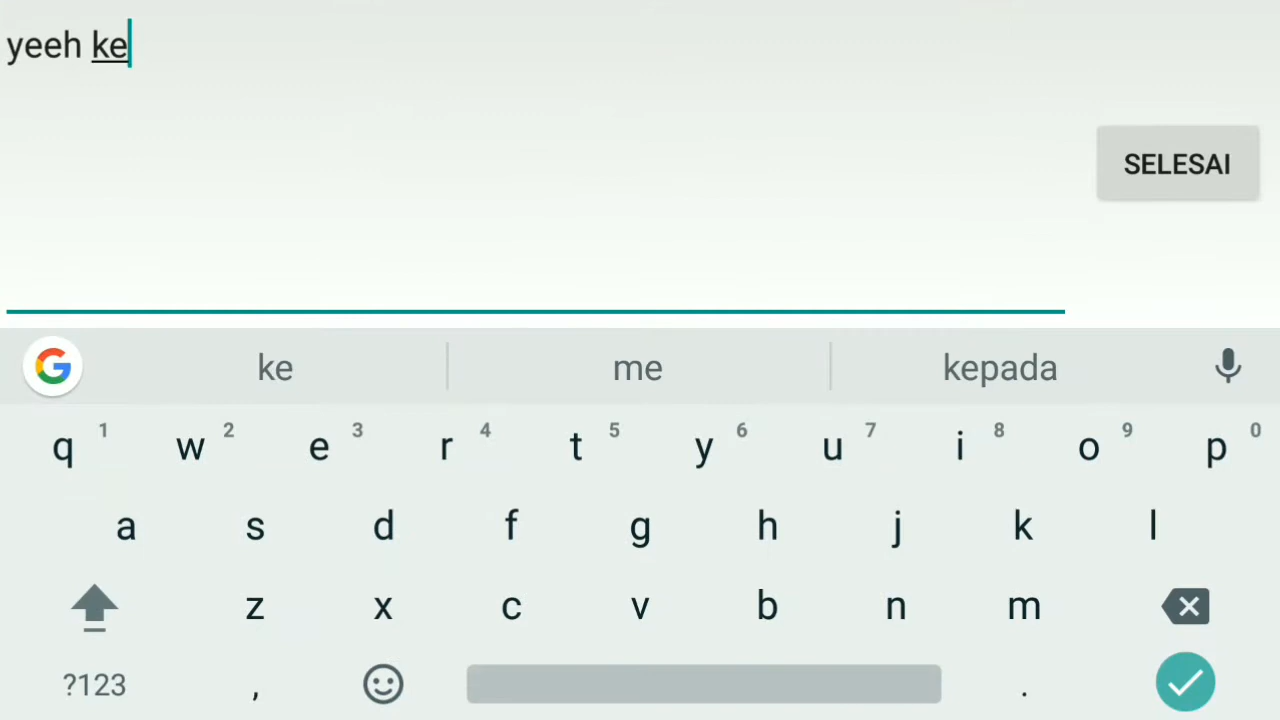 yeeh ke
SELESAI
ke me kepada
q 1 w 2 e 3 r 4 t 5 y 6 u 7 i 8 o 9 p 0
a s d f g h j k l
z x c v b n m
?123 , .